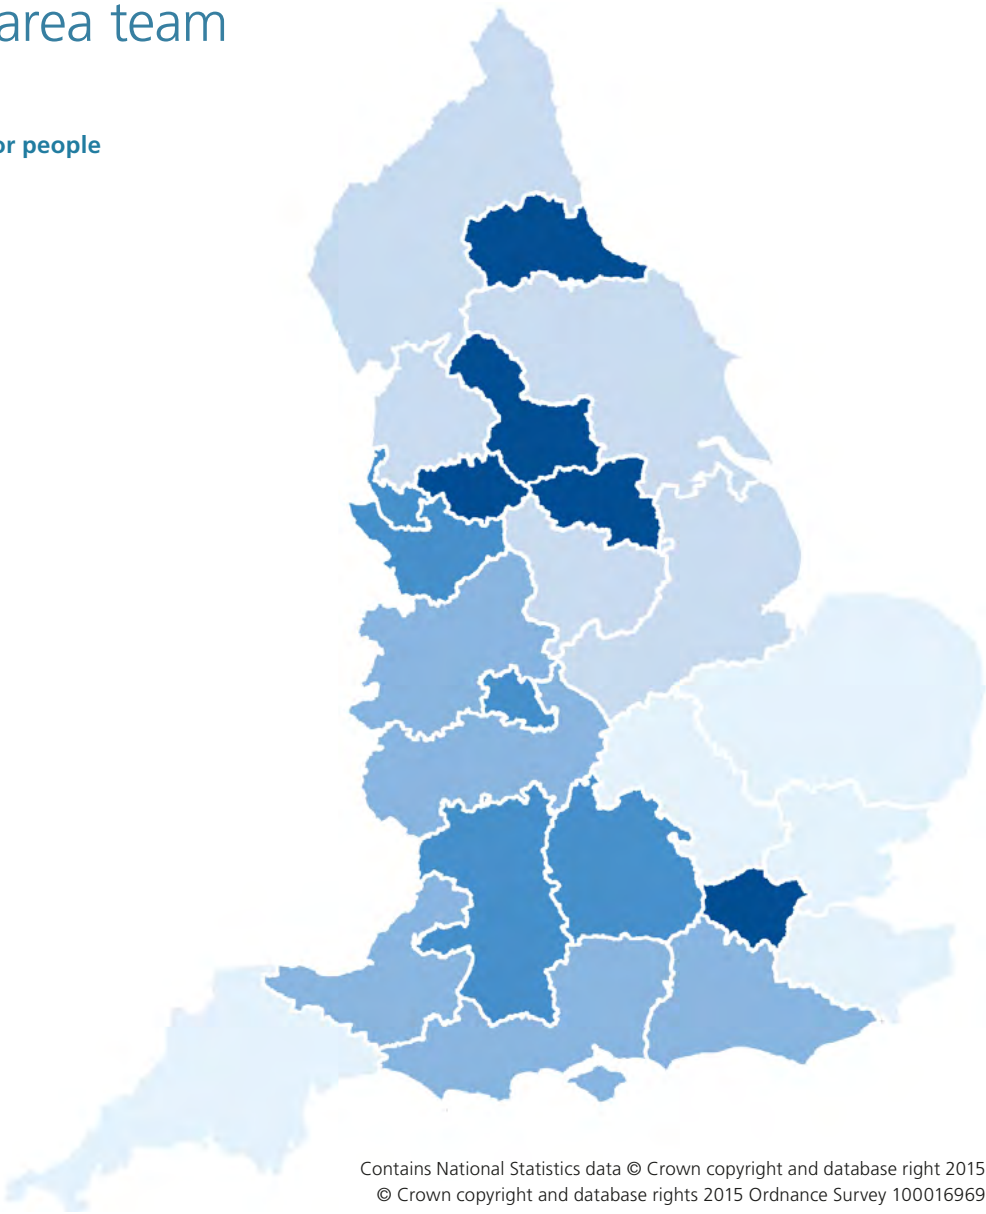 area team
or people
Contains National Statistics data © Crown copyright and database right 2015
© Crown copyright and database rights 2015 Ordnance Survey 100016969